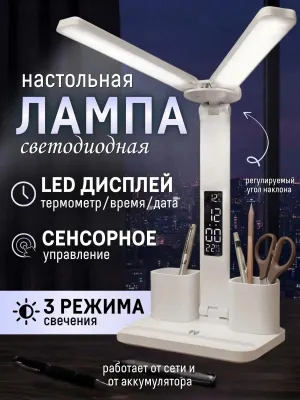 настольная
ЛАМПА
светодиодная
регулируемый
угол наклона
LED ДИСПЛЕЙ
термометр/время/дата
СЕНСОРНОЕ
управление
3 РЕЖИМА
свечения
работает от сети и
от аккумулятора